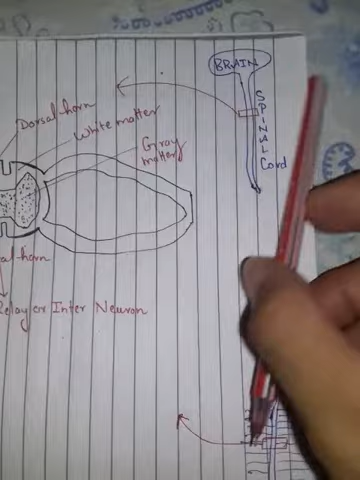 BRAIN
SPINAL Cord
Dorsal horn
White matter
Gray
matter
al horn
Relay or Inter Neuron